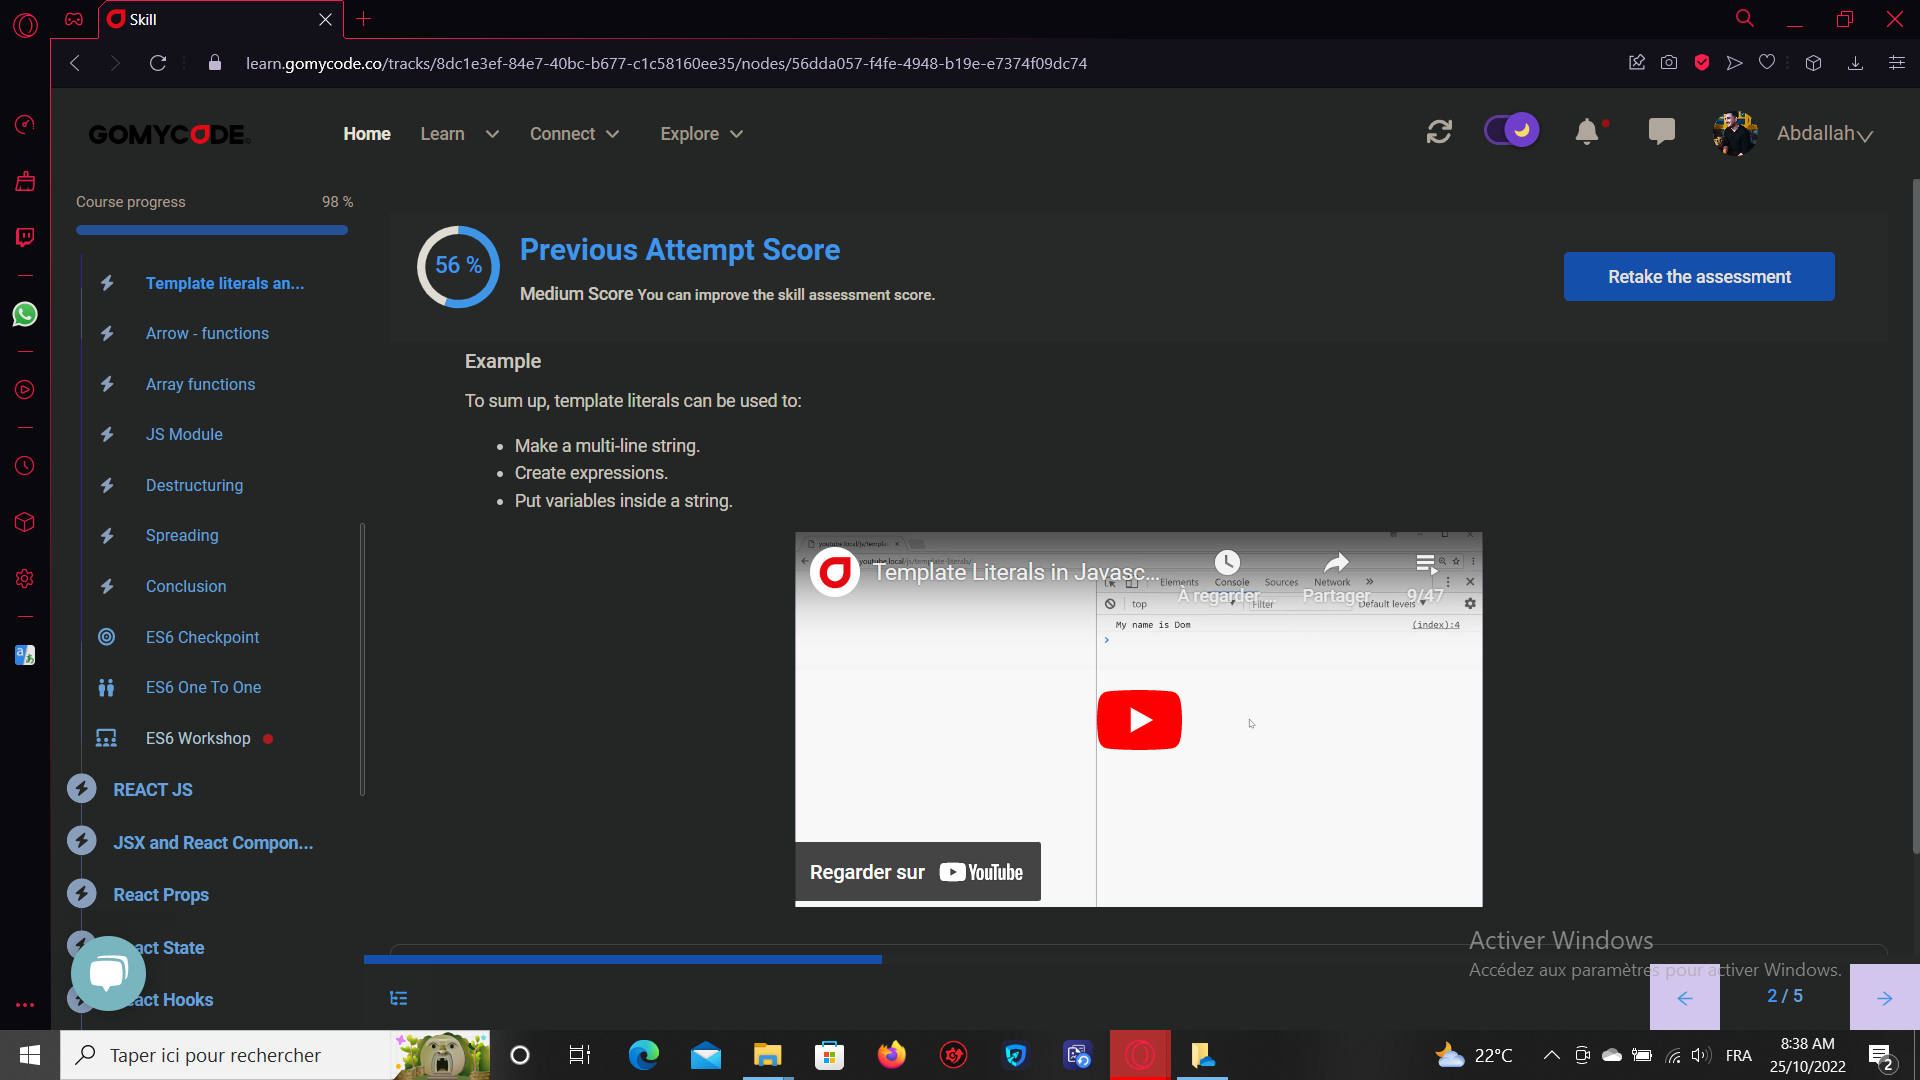 Skill
learn.gomycode.co/tracks/8dc1e3ef-84e7-40bc-b677-c1c58160ee35/nodes/56dda057-f4fe-4948-b19e-e7374f09dc74
GOMYCODE
Home
Learn
Connect
Explore
Abdallah
Course progress
98 %
Template literals an...
Arrow - functions
Array functions
JS Module
Destructuring
Spreading
Conclusion
ES6 Checkpoint
ES6 One To One
ES6 Workshop
REACT JS
JSX and React Compon...
React Props
act State
act Hooks
56 %
Previous Attempt Score
Medium Score You can improve the skill assessment score.
Retake the assessment
Example
To sum up, template literals can be used to:
• Make a multi-line string.
• Create expressions.
• Put variables inside a string.
youtube.local/js/template-literals/
Template Literals in Javasc...
Elements
Console
Sources
Network
À regarder ...
Partager
9/47
top
Filter
Default levels
My name is Dom
(index):4
Regarder sur YouTube
Activer Windows
Accédez aux paramètres pour activer Windows.
2 / 5
Taper ici pour rechercher
22°C
FRA
8:38 AM
25/10/2022
2